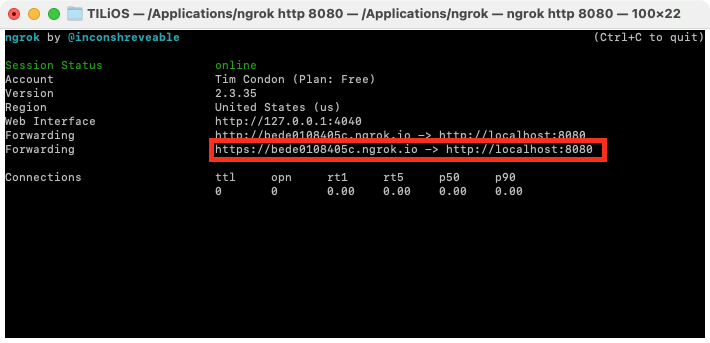 TILiOS — /Applications/ngrok http 8080 — /Applications/ngrok — ngrok http 8080 — 100×22
ngrok by @inconshreveable (Ctrl+C to quit)
Session Status online
Account Tim Condon (Plan: Free)
Version 2.3.35
Region United States (us)
Web Interface http://127.0.0.1:4040
Forwarding http://bede0108405c.ngrok.io -> http://localhost:8080
Forwarding https://bede0108405c.ngrok.io -> http://localhost:8080
Connections ttl opn rt1 rt5 p50 p90
0 0 0.00 0.00 0.00 0.00